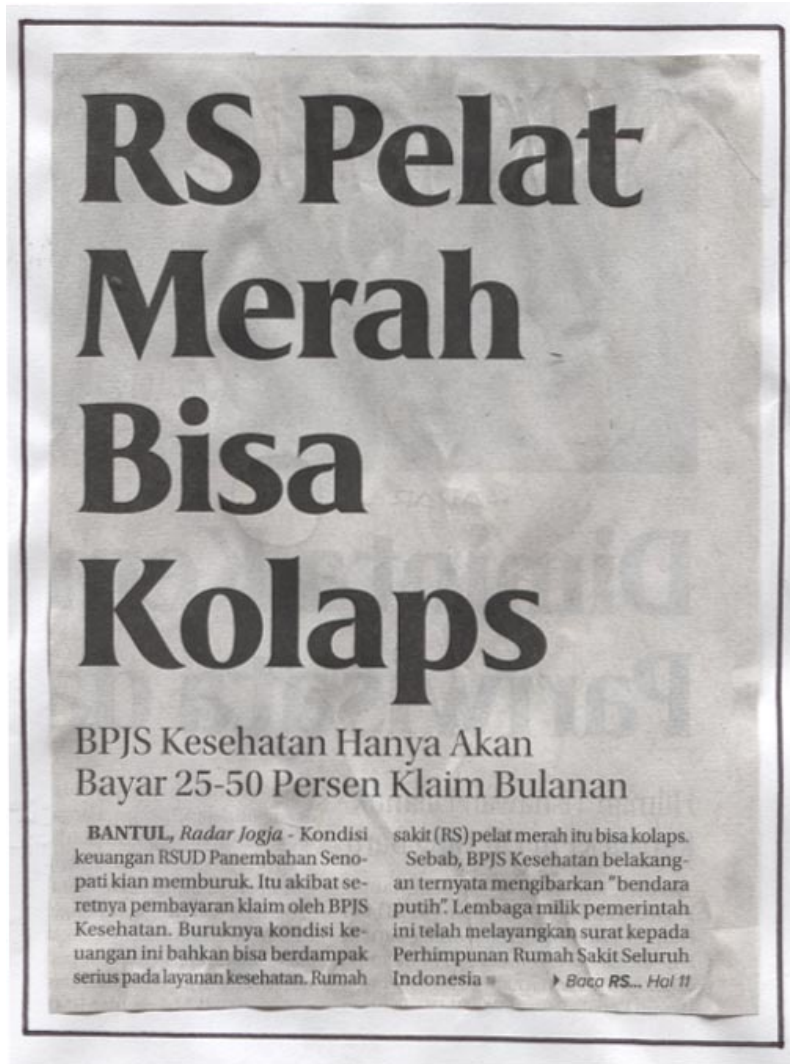 RS Pelat
Merah
Bisa
Kolaps
BPJS Kesehatan Hanya Akan
Bayar 25-50 Persen Klaim Bulanan
BANTUL, Radar Jogja - Kondisi
keuangan RSUD Panembahan Seno-
pati kian memburuk. Itu akibat se-
retnya pembayaran klaim oleh BPJS
Kesehatan. Buruknya kondisi ke-
uangan ini bahkan bisa berdampak
serius pada layanan kesehatan. Rumah
sakit (RS) pelat merah itu bisa kolaps.
Sebab, BPJS Kesehatan belakang-
an ternyata mengibarkan "bendara
putih". Lembaga milik pemerintah
ini telah melayangkan surat kepada
Perhimpunan Rumah Sakit Seluruh
Indonesia
Baca RS... Hal 11